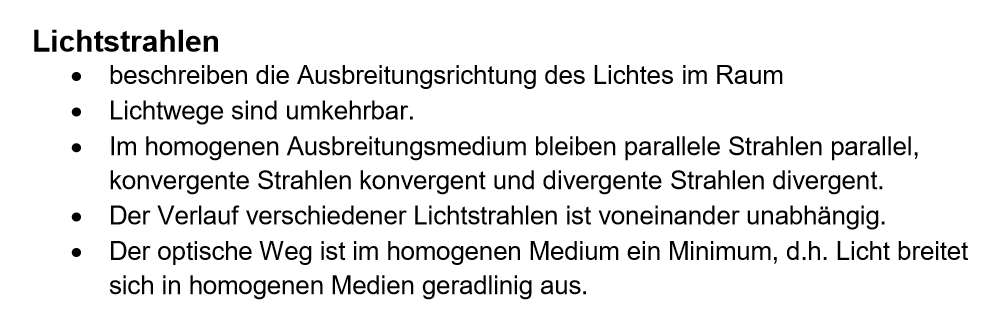 Lichtstrahlen
• beschreiben die Ausbreitungsrichtung des Lichtes im Raum
• Lichtwege sind umkehrbar.
• Im homogenen Ausbreitungsmedium bleiben parallele Strahlen parallel,
konvergente Strahlen konvergent und divergente Strahlen divergent.
• Der Verlauf verschiedener Lichtstrahlen ist voneinander unabhängig.
• Der optische Weg ist im homogenen Medium ein Minimum, d.h. Licht breitet
sich in homogenen Medien geradlinig aus.